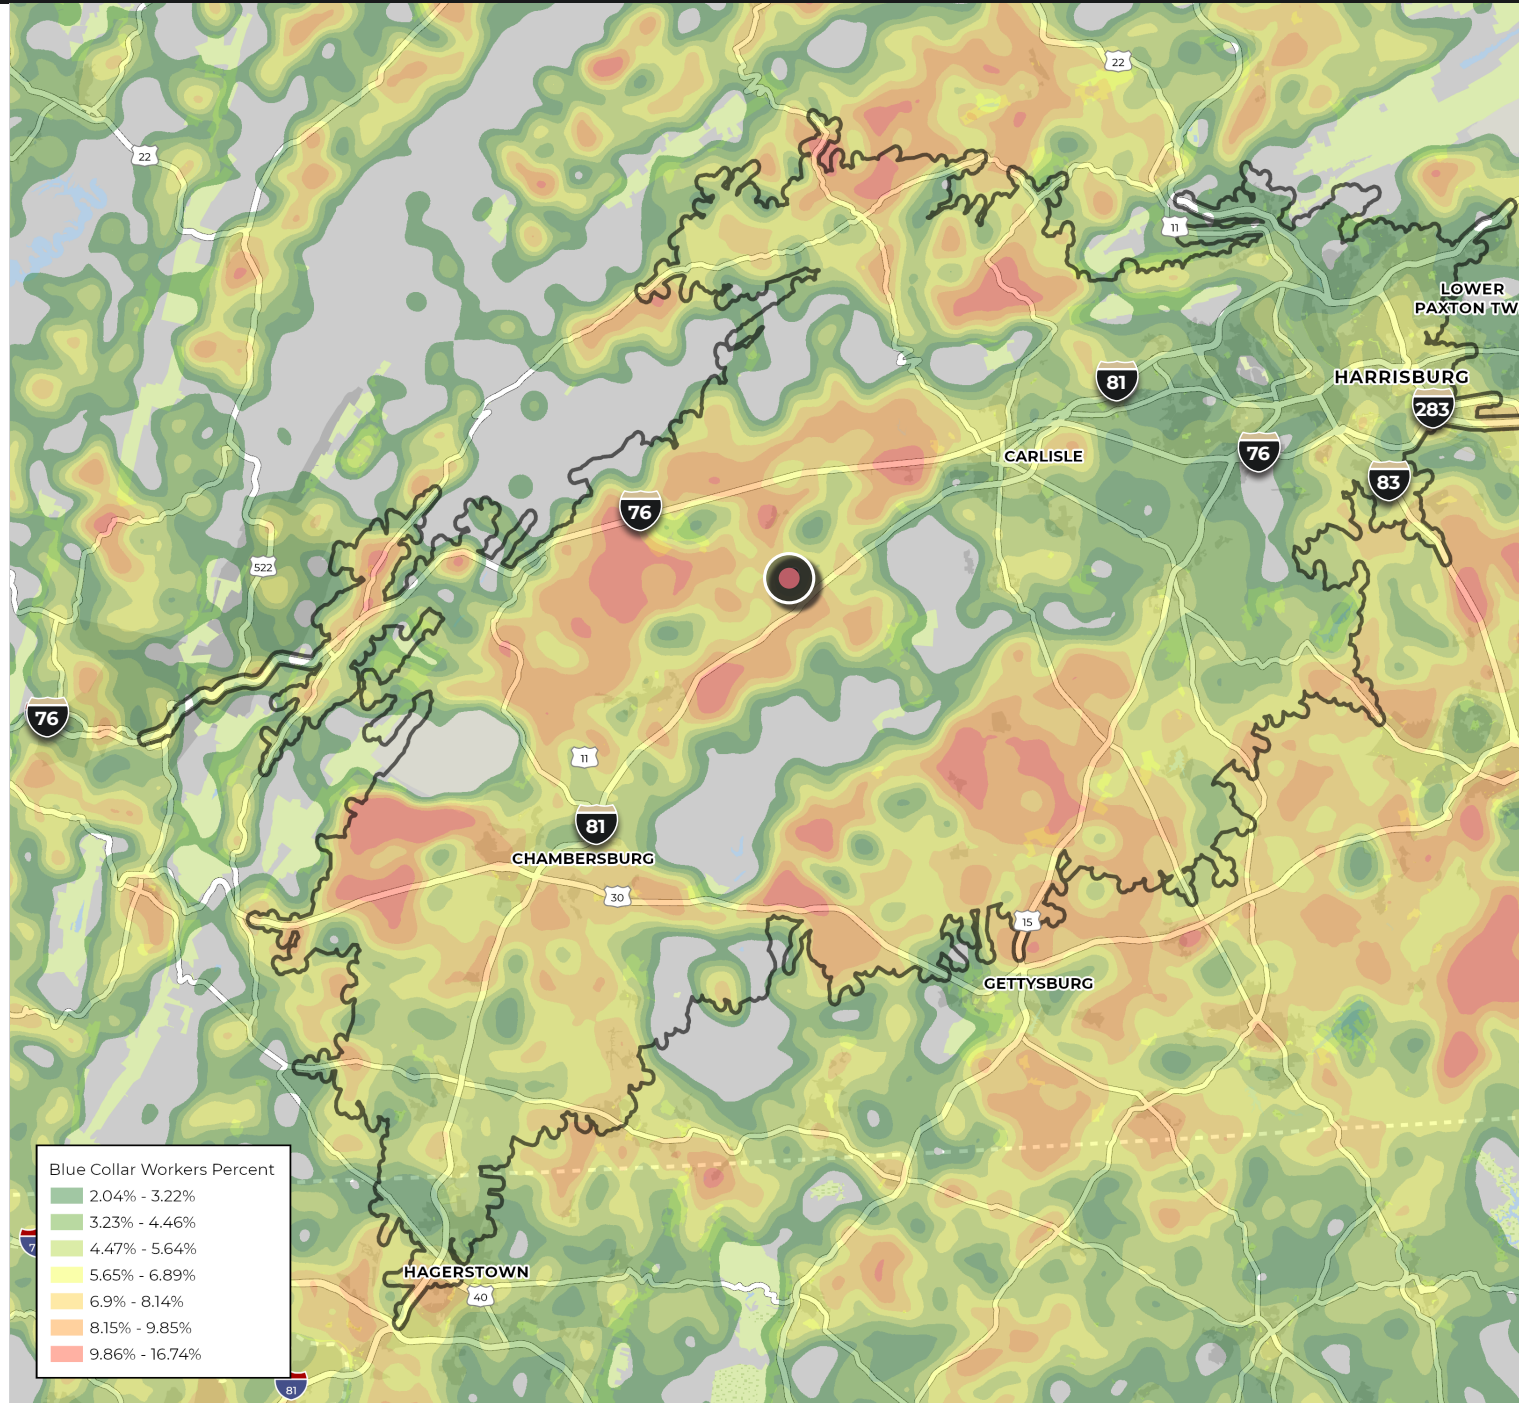 22
22
11
LOWER
PAXTON TW
HARRISBURG
81
283
CARLISLE
76
83
76
522
76
11
81
CHAMBERSBURG
30
15
GETTYSBURG
Blue Collar Workers Percent
2.04% - 3.22%
3.23% - 4.46%
4.47% - 5.64%
5.65% - 6.89%
6.9% - 8.14%
8.15% - 9.85%
9.86% - 16.74%
7
HAGERSTOWN
40
81